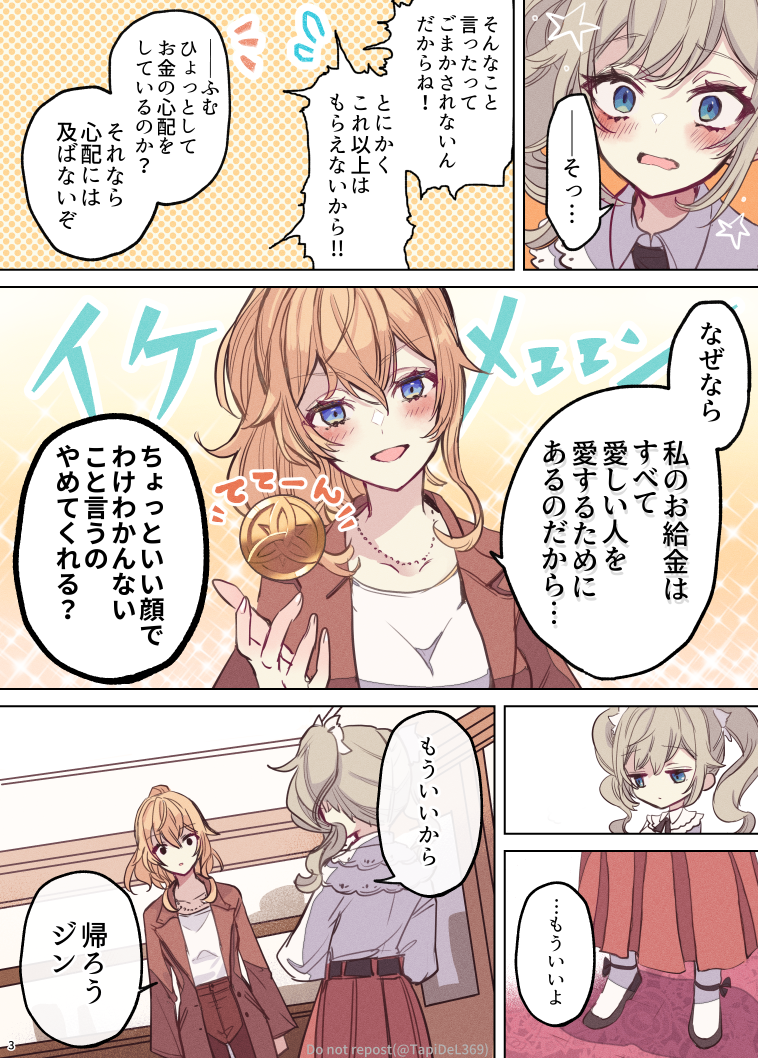 ――そっ…
そんなこと
言ったって
ごまかされないん
だからね！
とにかく
これ以上は
もらえないから!!
――ふむ
ひょっとして
お金の心配を
しているのか？
それなら
心配には
及ばないぞ
なぜなら
私のお給金は
すべて
愛しい人を
愛するために
あるのだから…
イケメエエン
ててーん
ちょっといい顔で
わけわかんない
こと言うの
やめてくれる？
…もういいよ
もういいから
帰ろう
ジン
3
Do not repost(@TapiDeL369)